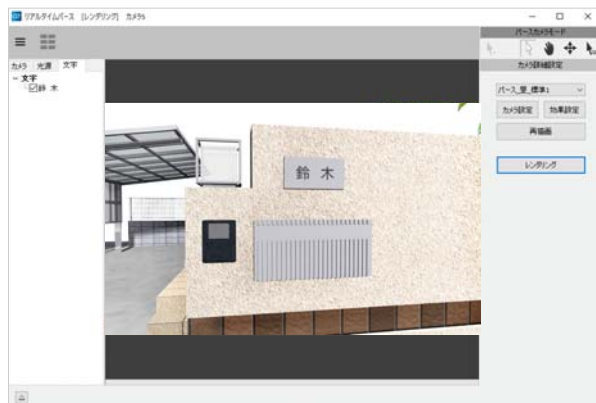 リアルタイムパース [レンダリング] カメラ6
パースカメラモード
カメラ詳細設定
カメラ 光源 文字
文字
鈴 木
パース_昼_標準1
カメラ設定 効果設定
再描画
レンダリング
鈴 木